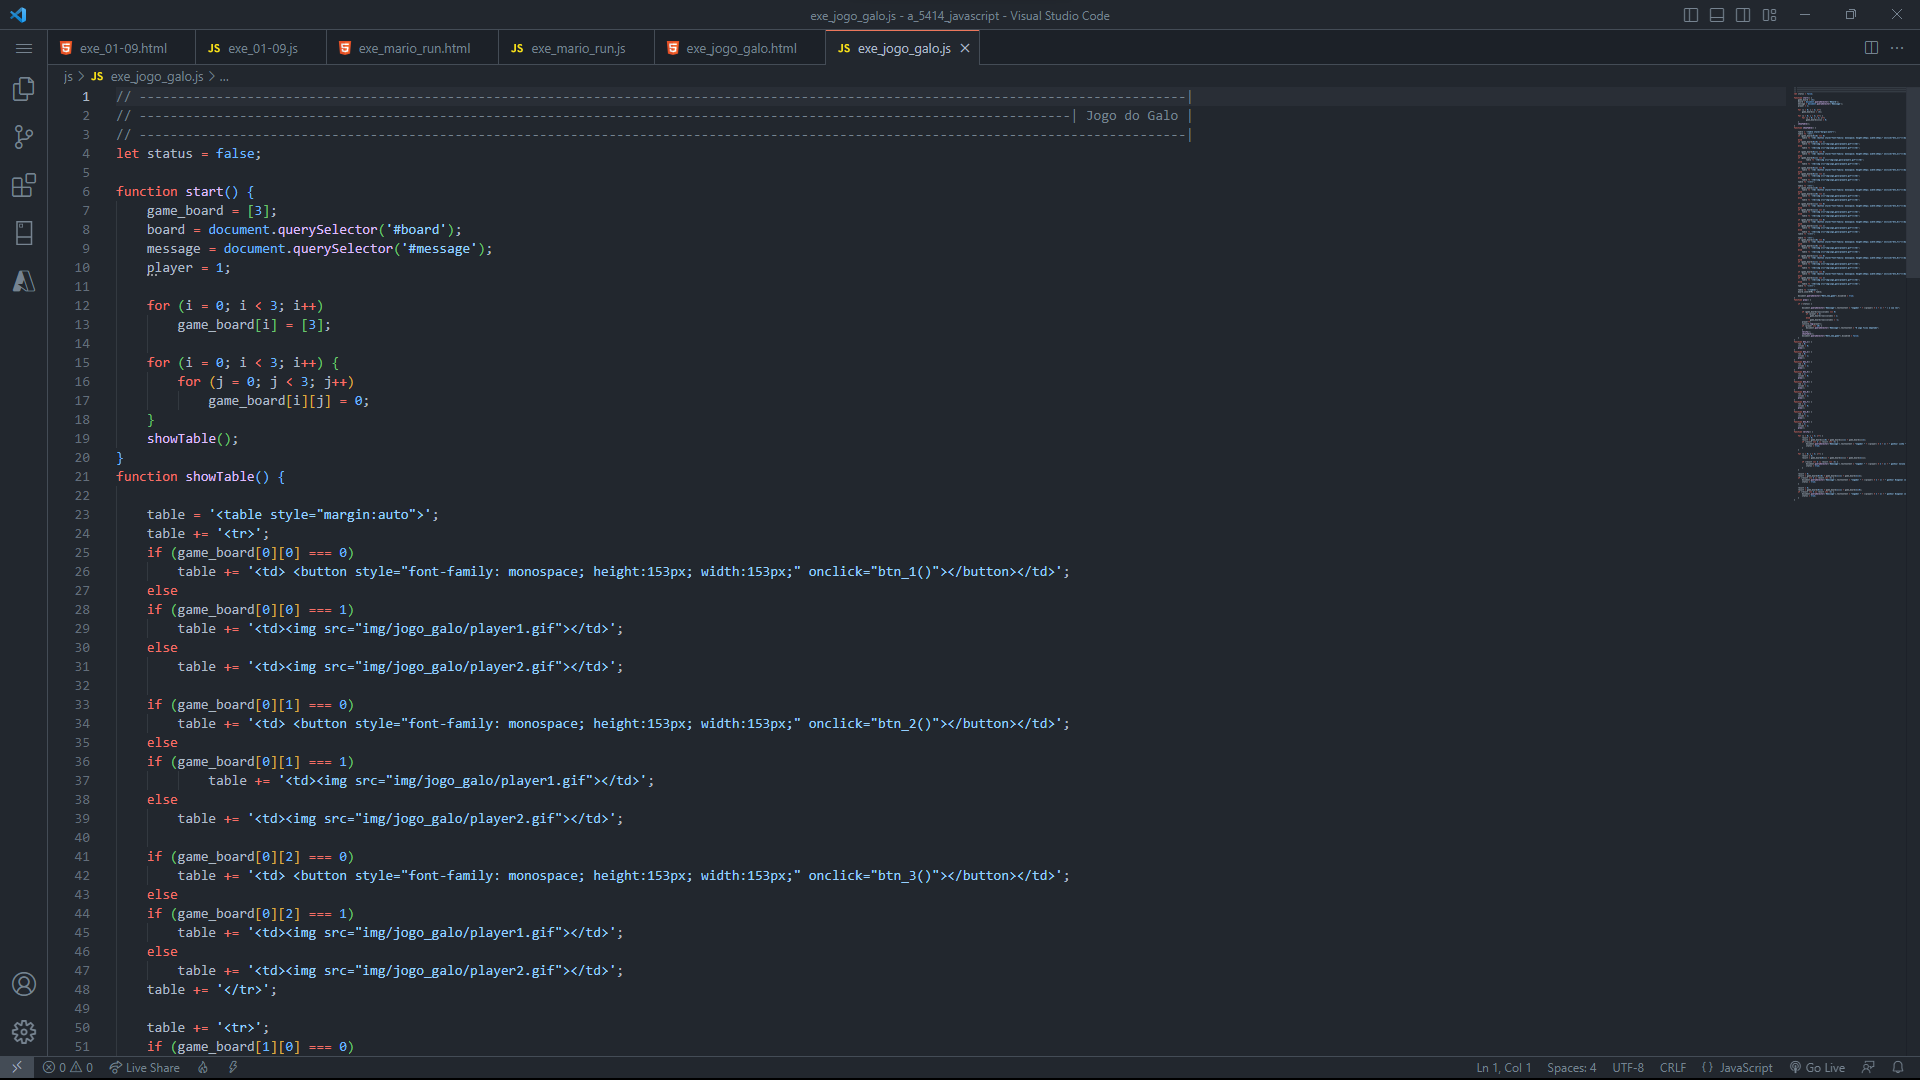 exe_jogo_galo.js - a_5414_javascript - Visual Studio Code
exe_01-09.html JS exe_01-09.js exe_mario_run.html JS exe_mario_run.js exe_jogo_galo.html JS exe_jogo_galo.js
js > JS exe_jogo_galo.js > ...
1 // ----------------------------------------------------------------------------------------------------------------------------------------|
2 // -------------------------------------------------------------------------------------------------------------------------| Jogo do Galo |
3 // ----------------------------------------------------------------------------------------------------------------------------------------|
4 let status = false;
5
6 function start() {
7     game_board = [3];
8     board = document.querySelector('#board');
9     message = document.querySelector('#message');
10     player = 1;
11
12     for (i = 0; i < 3; i++)
13         game_board[i] = [3];
14
15     for (i = 0; i < 3; i++) {
16         for (j = 0; j < 3; j++)
17             game_board[i][j] = 0;
18     }
19     showTable();
20 }
21 function showTable() {
22
23     table = '<table style="margin:auto">';
24     table += '<tr>';
25     if (game_board[0][0] === 0)
26         table += '<td> <button style="font-family: monospace; height:153px; width:153px;" onclick="btn_1()"></button></td>';
27     else
28     if (game_board[0][0] === 1)
29         table += '<td><img src="img/jogo_galo/player1.gif"></td>';
30     else
31         table += '<td><img src="img/jogo_galo/player2.gif"></td>';
32
33     if (game_board[0][1] === 0)
34         table += '<td> <button style="font-family: monospace; height:153px; width:153px;" onclick="btn_2()"></button></td>';
35     else
36     if (game_board[0][1] === 1)
37             table += '<td><img src="img/jogo_galo/player1.gif"></td>';
38     else
39         table += '<td><img src="img/jogo_galo/player2.gif"></td>';
40
41     if (game_board[0][2] === 0)
42         table += '<td> <button style="font-family: monospace; height:153px; width:153px;" onclick="btn_3()"></button></td>';
43     else
44     if (game_board[0][2] === 1)
45         table += '<td><img src="img/jogo_galo/player1.gif"></td>';
46     else
47         table += '<td><img src="img/jogo_galo/player2.gif"></td>';
48     table += '</tr>';
49
50     table += '<tr>';
51     if (game_board[1][0] === 0)
0 0 Live Share Ln 1, Col 1 Spaces: 4 UTF-8 CRLF { } JavaScript Go Live